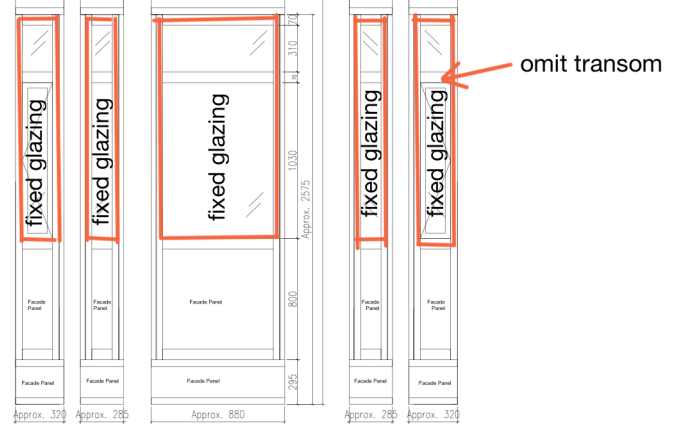 omit transom
fixed glazing
fixed glazing
fixed glazing
fixed glazing
fixed glazing
70
310
1030
Approx. 2575
800
295
Facade
Panel
Facade
Panel
Facade Panel
Facade
Panel
Facade
Panel
Facade Panel
Facade Panel
Facade Panel
Facade Panel
Facade Panel
Approx. 320
Approx. 285
Approx. 880
Approx. 285
Approx. 320